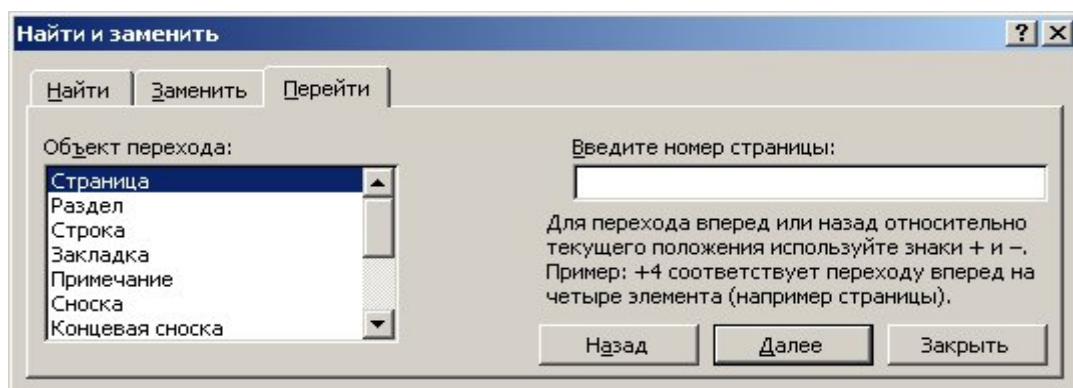 Найти и заменить
Найти
Заменить
Перейти
Объект перехода:
Страница
Раздел
Строка
Закладка
Примечание
Сноска
Концевая сноска
Введите номер страницы:
Для перехода вперед или назад относительно
текущего положения используйте знаки + и –.
Пример: +4 соответствует переходу вперед на
четыре элемента (например страницы).
Назад
Далее
Закрыть